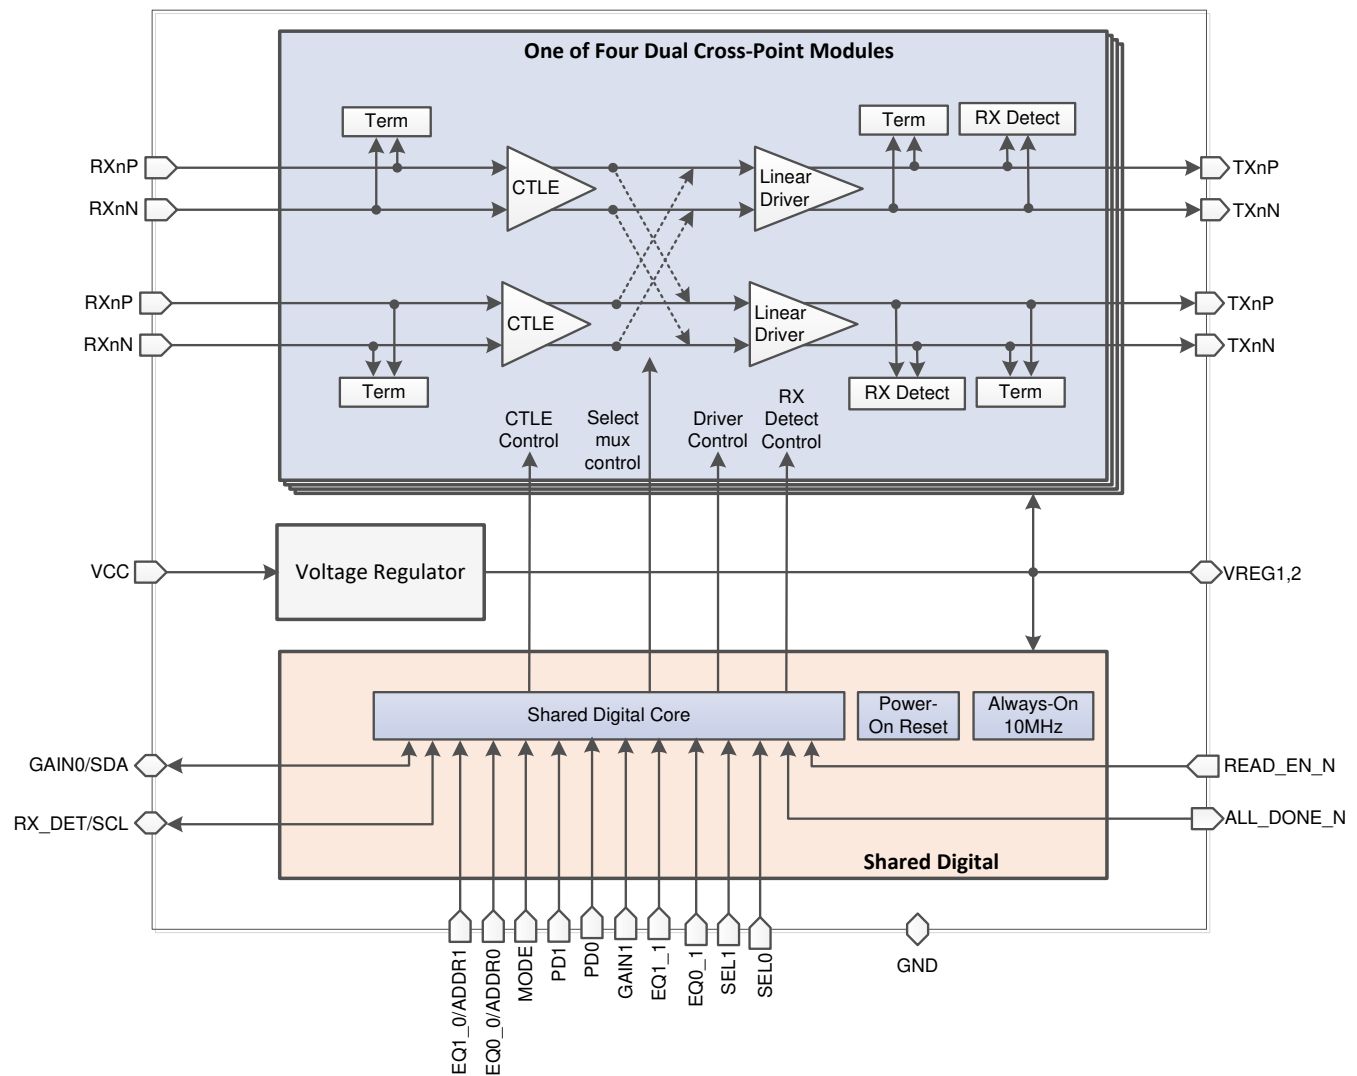 One of Four Dual Cross-Point Modules
Term
Term
RX Detect
RXnP
CTLE
Linear
Driver
TXnP
RXnN
TXnN
RXnP
CTLE
Linear
Driver
TXnP
RXnN
TXnN
Term
RX Detect
Term
CTLE
Control
Select
mux
control
Driver
Control
RX
Detect
Control
VCC
Voltage Regulator
VREG1,2
Shared Digital Core
Power-
On Reset
Always-On
10MHz
GAIN0/SDA
READ_EN_N
RX_DET/SCL
ALL_DONE_N
Shared Digital
EQ1_0/ADDR1
EQ0_0/ADDR0
MODE
PD1
PD0
GAIN1
EQ1_1
EQ0_1
SEL1
SEL0
GND